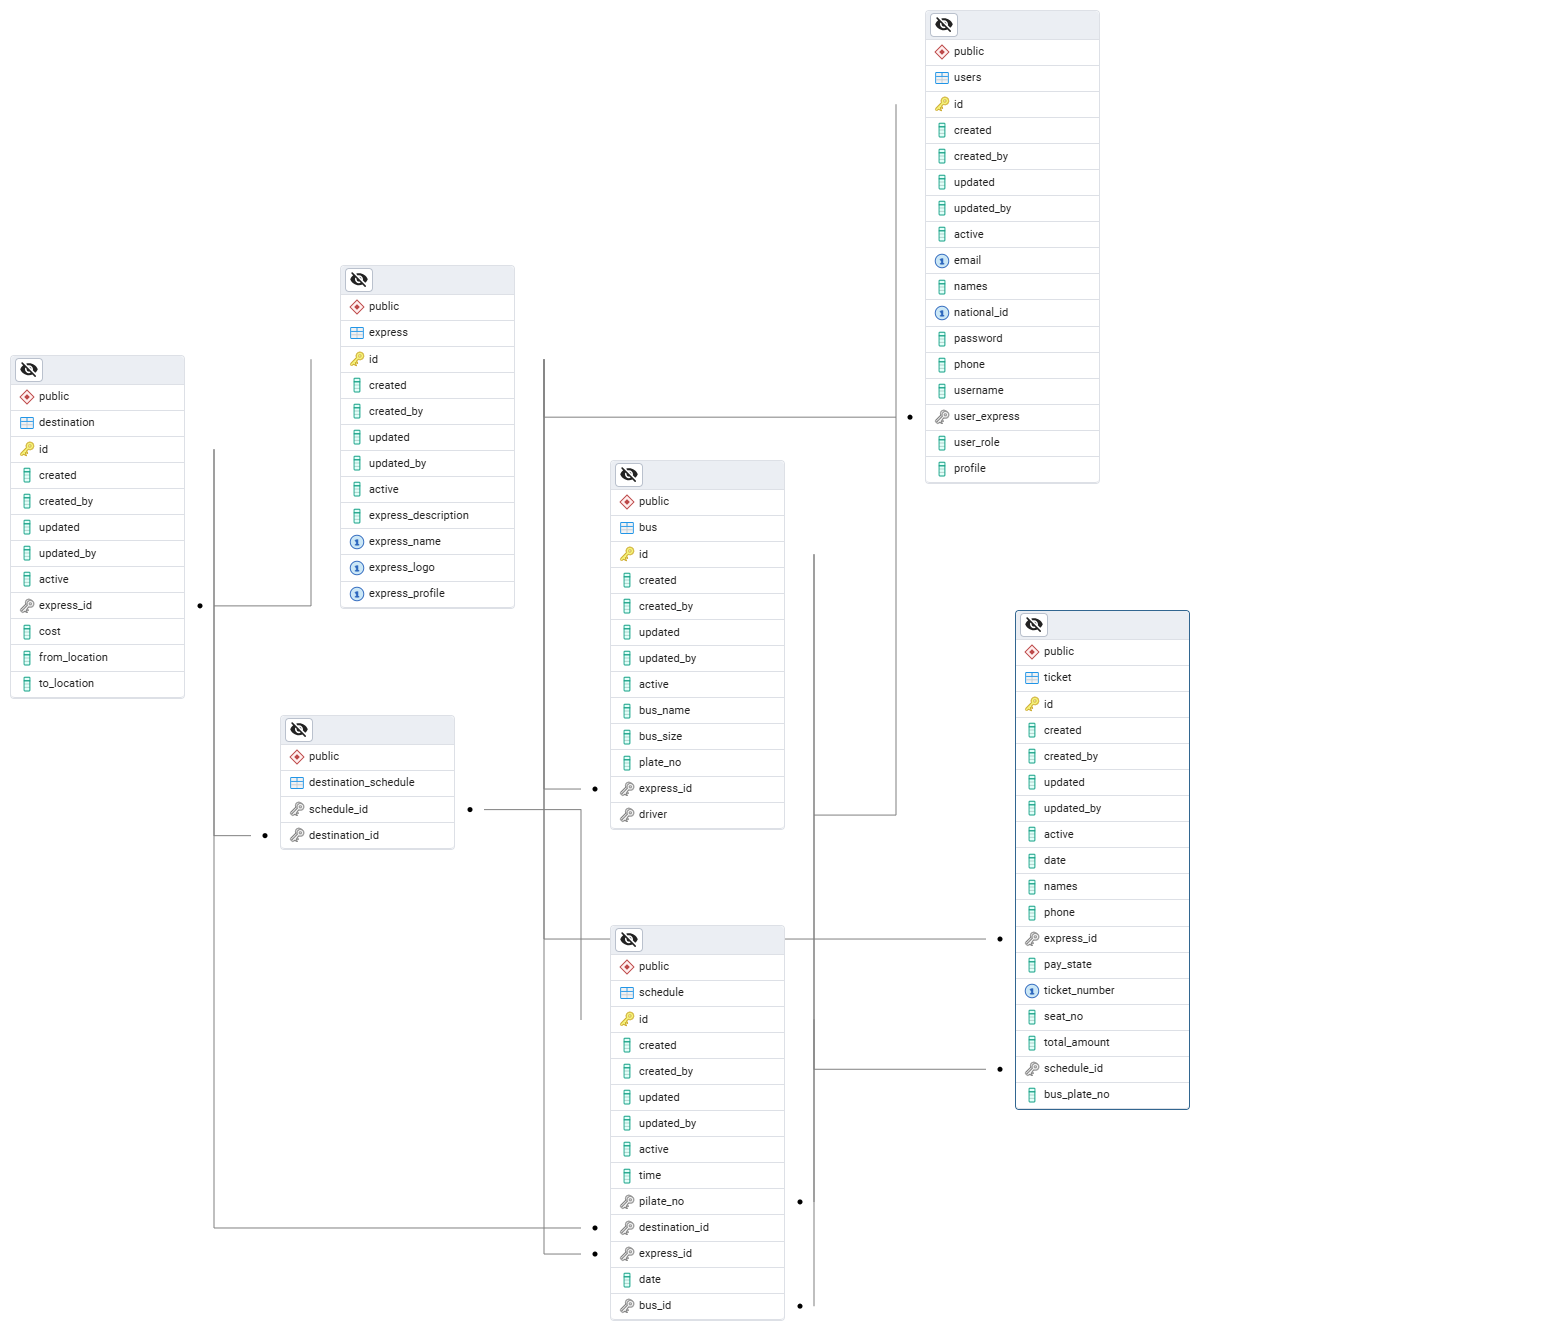 public
users
id
created
created_by
updated
updated_by
active
email
names
national_id
password
phone
username
user_express
user_role
profile
public
express
id
created
created_by
updated
updated_by
active
express_description
express_name
express_logo
express_profile
public
destination
id
created
created_by
updated
updated_by
active
express_id
cost
from_location
to_location
public
bus
id
created
created_by
updated
updated_by
active
bus_name
bus_size
plate_no
express_id
driver
public
ticket
id
created
created_by
updated
updated_by
active
date
names
phone
express_id
pay_state
ticket_number
seat_no
total_amount
schedule_id
bus_plate_no
public
destination_schedule
schedule_id
destination_id
public
schedule
id
created
created_by
updated
updated_by
active
time
pilate_no
destination_id
express_id
date
bus_id